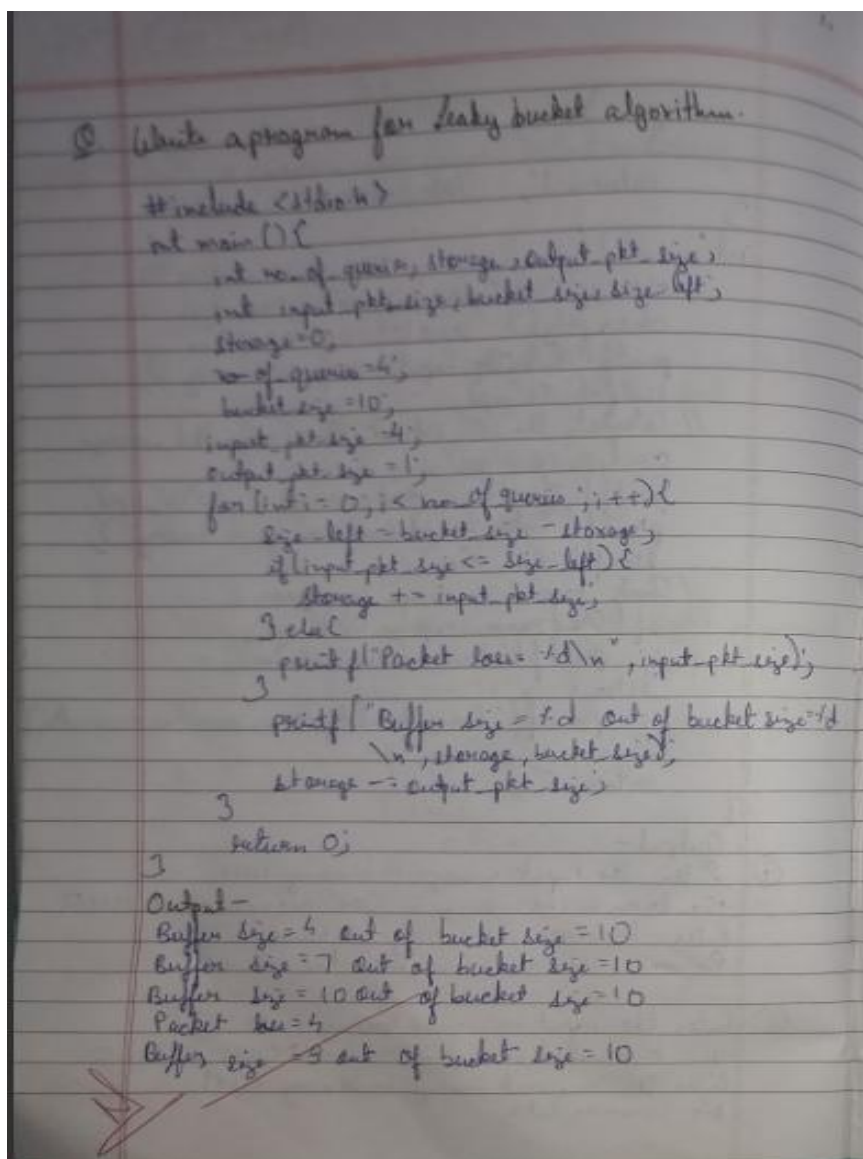 Q Write a program for leaky bucket algorithm.
#include <stdio.h>
int main () {
int no_of_queries, storage, output_pkt_size;
int input_pkt_size, bucket_size, size_left;
storage=0;
no_of_queries=4;
bucket_size=10;
input_pkt_size=4;
output_pkt_size=1;
for (int i=0; i< no_of_queries; i++){
size_left = bucket_size - storage;
if (input_pkt_size <= size_left) {
storage += input_pkt_size;
} else {
printf("Packet loss= %d\n", input_pkt_size);
}
printf("Buffer size = %d out of bucket size=%d
\n", storage, bucket_size);
storage -= output_pkt_size;
}
return 0;
}
Output-
Buffer size=4 out of bucket size=10
Buffer size=7 out of bucket size=10
Buffer size=10 out of bucket size=10
Packet loss=4
Buffer size=9 out of bucket size=10